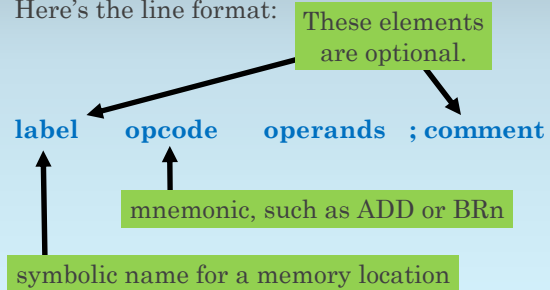 Here's the line format:
These elements
are optional.
label opcode operands ; comment
mnemonic, such as ADD or BRn
symbolic name for a memory location